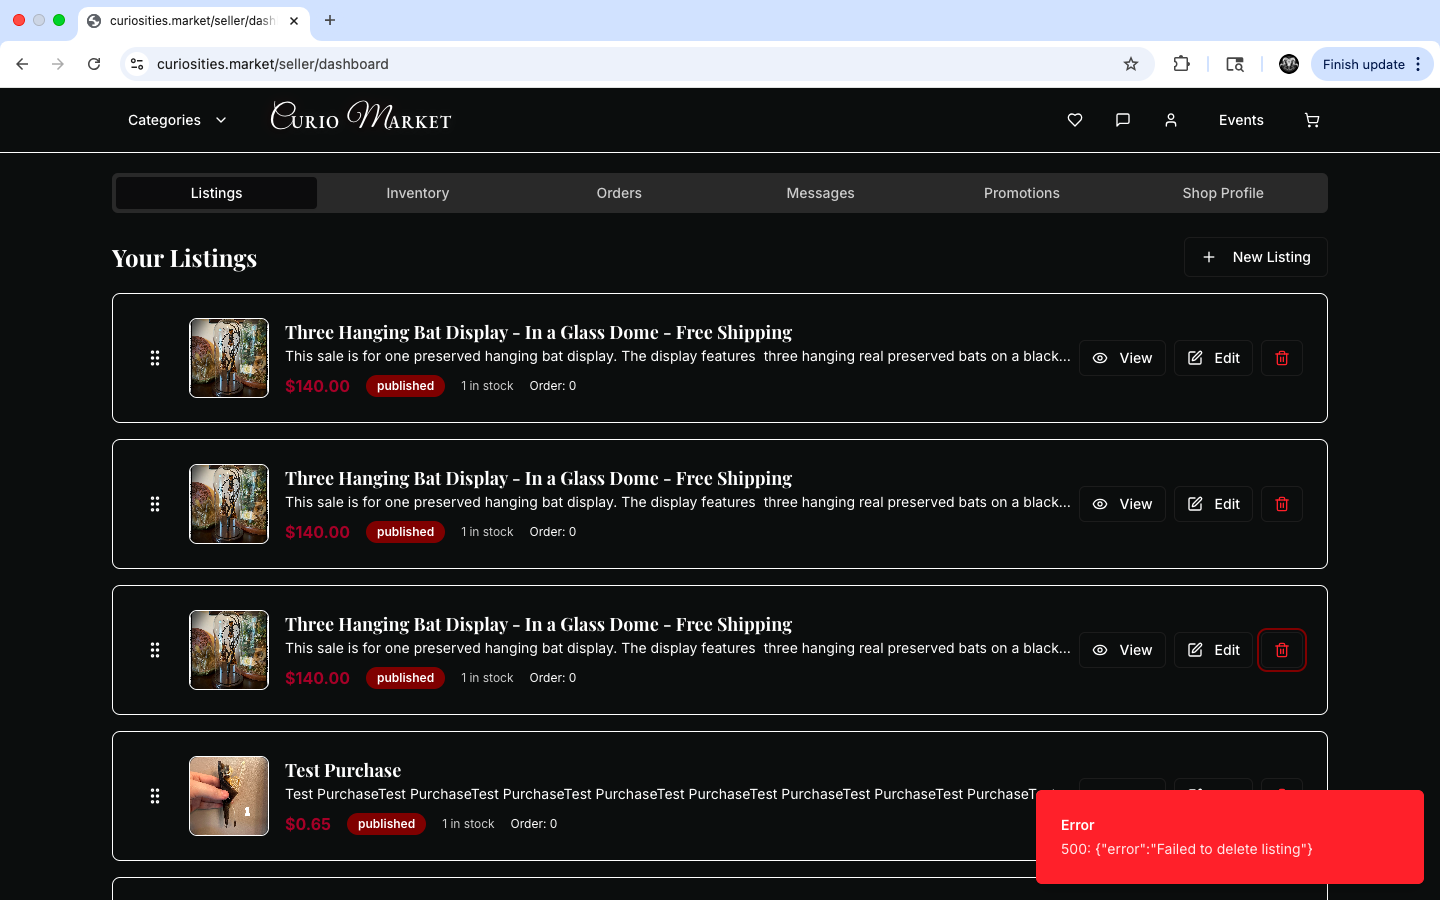 curiosities.market/seller/dash
curiosities.market/seller/dashboard
Finish update
Categories
Curio Market
Events
Listings
Inventory
Orders
Messages
Promotions
Shop Profile
Your Listings
New Listing
Three Hanging Bat Display - In a Glass Dome - Free Shipping
This sale is for one preserved hanging bat display. The display features  three hanging real preserved bats on a black...
$140.00 published 1 in stock Order: 0
View
Edit
Three Hanging Bat Display - In a Glass Dome - Free Shipping
This sale is for one preserved hanging bat display. The display features  three hanging real preserved bats on a black...
$140.00 published 1 in stock Order: 0
View
Edit
Three Hanging Bat Display - In a Glass Dome - Free Shipping
This sale is for one preserved hanging bat display. The display features  three hanging real preserved bats on a black...
$140.00 published 1 in stock Order: 0
View
Edit
Test Purchase
Test PurchaseTest PurchaseTest PurchaseTest PurchaseTest PurchaseTest PurchaseTest PurchaseTest PurchaseT
$0.65 published 1 in stock Order: 0
1
Error
500: {"error":"Failed to delete listing"}